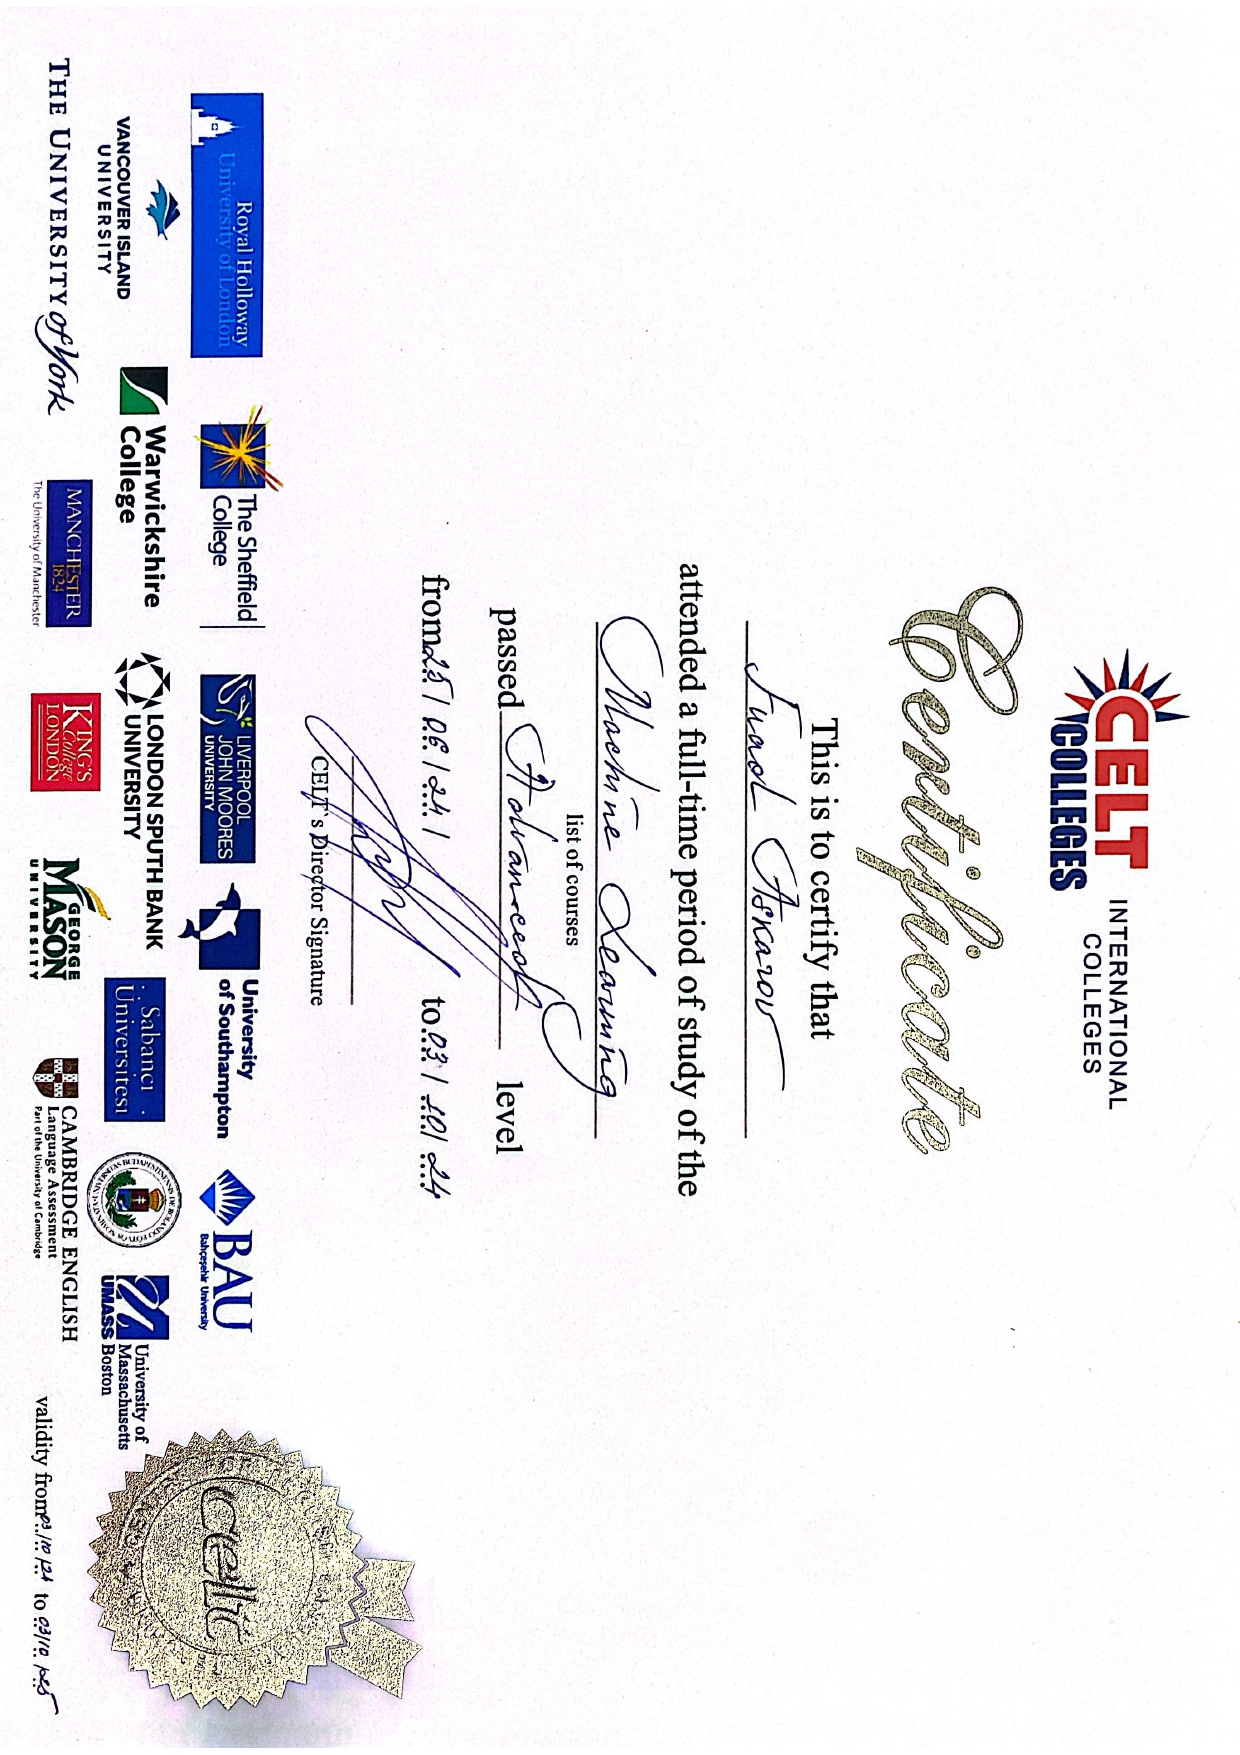 CELT
COLLEGES
INTERNATIONAL
COLLEGES
Certificate
This is to certify that
Fuad Askarov
attended a full-time period of study of the
Machine Learning
list of courses
passed Advanced level
from 25 / 06 / 24 / to 03 / 10 / 24
CELT`s Director Signature
Royal Holloway
University of London
The Sheffield
College
LIVERPOOL
JOHN MOORES
UNIVERSITY
University
of Southampton
BAU
Bahçeşehir University
VANCOUVER ISLAND
UNIVERSITY
Warwickshire
College
LONDON SPUTH BANK
UNIVERSITY
Sabancı
Üniversitesi
UMASS
University of
Massachusetts
Boston
celt
THE UNIVERSITY of York
MANCHESTER
1824
The University of Manchester
KING'S
College
LONDON
GEORGE
MASON
UNIVERSITY
CAMBRIDGE ENGLISH
Language Assessment
Part of the University of Cambridge
validity from 03/10/24 to 03/10/25